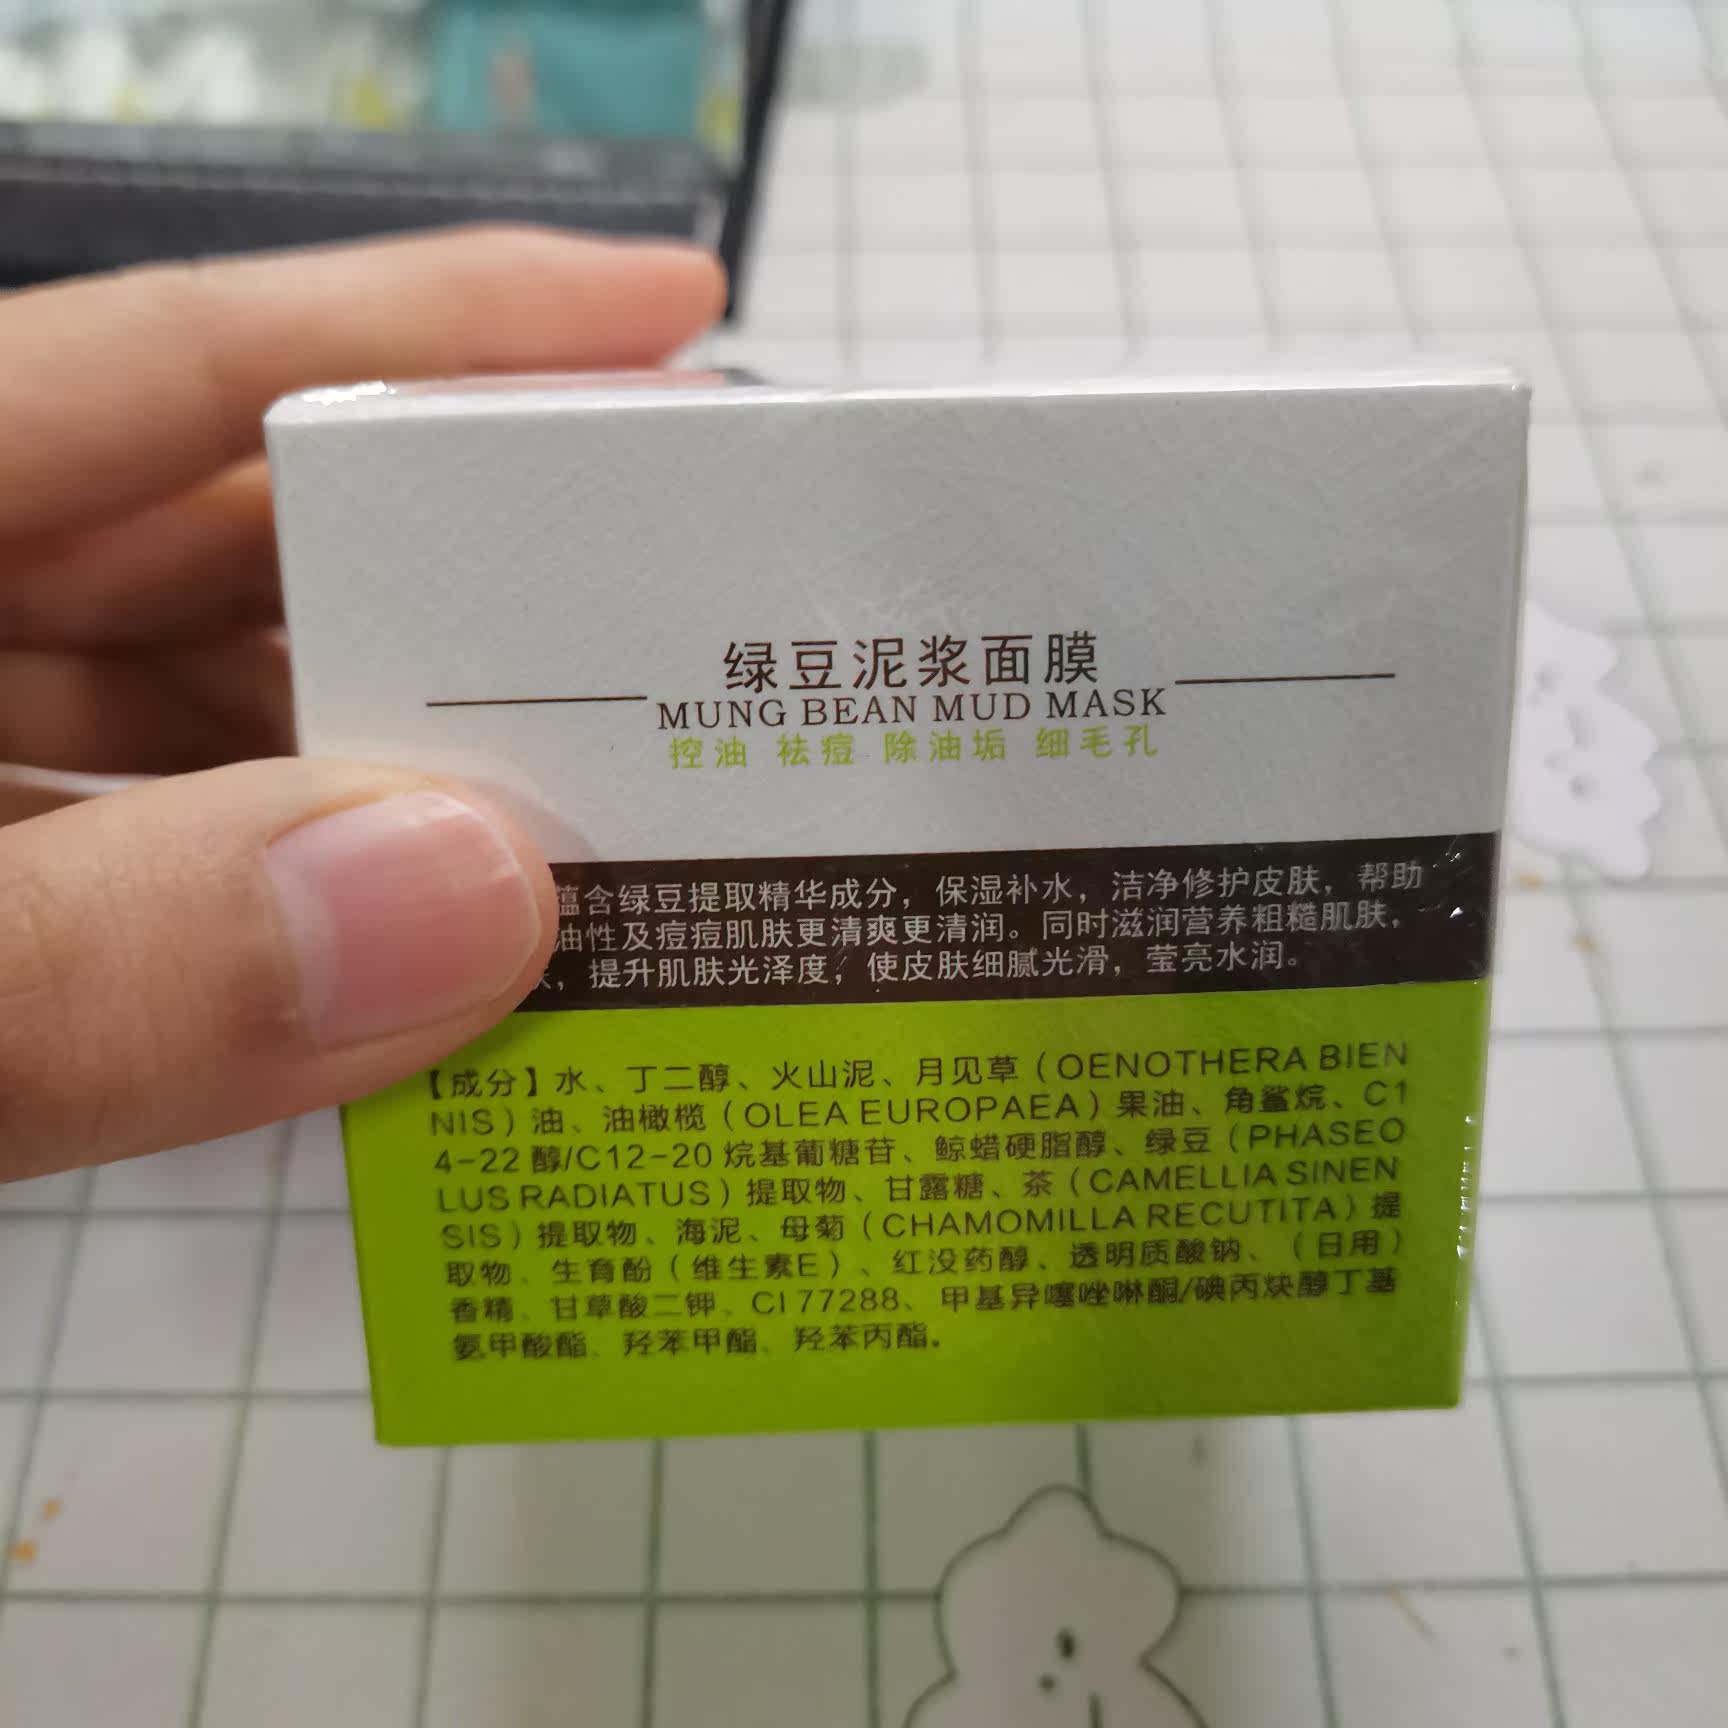 绿豆泥浆面膜
MUNG BEAN MUD MASK
控油 祛痘 除油垢 细毛孔
蕴含绿豆提取精华成分，保湿补水，洁净修护皮肤，帮助
油性及痘痘肌肤更清爽更清润。同时滋润营养粗糙肌肤，
，提升肌肤光泽度，使皮肤细腻光滑，莹亮水润。
【成分】水、丁二醇、火山泥、月见草（OENOTHERA BIEN
NIS）油、油橄榄（OLEA EUROPAEA）果油、角鲨烷、C1
4-22 醇/C12-20 烷基葡糖苷、鲸蜡硬脂醇、绿豆（PHASEO
LUS RADIATUS）提取物、甘露糖、茶（CAMELLIA SINEN
SIS）提取物、海泥、母菊（CHAMOMILLA RECUTITA）提
取物、生育酚（维生素E）、红没药醇、透明质酸钠、（日用）
香精、甘草酸二钾、CI 77288、甲基异噻唑啉酮/碘丙炔醇丁基
氨甲酸酯、羟苯甲酯、羟苯丙酯。